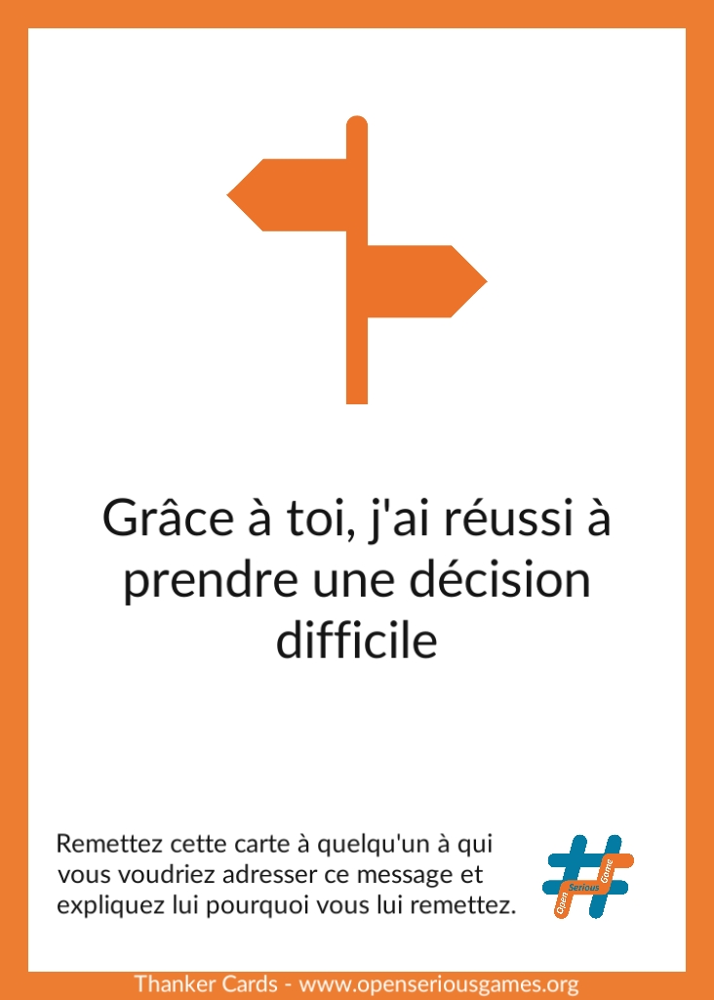 Grâce à toi, j'ai réussi à
prendre une décision
difficile
Remettez cette carte à quelqu'un à qui
vous voudriez adresser ce message et
expliquez lui pourquoi vous lui remettez.
Open Serious Game
Thanker Cards - www.openseriousgames.org